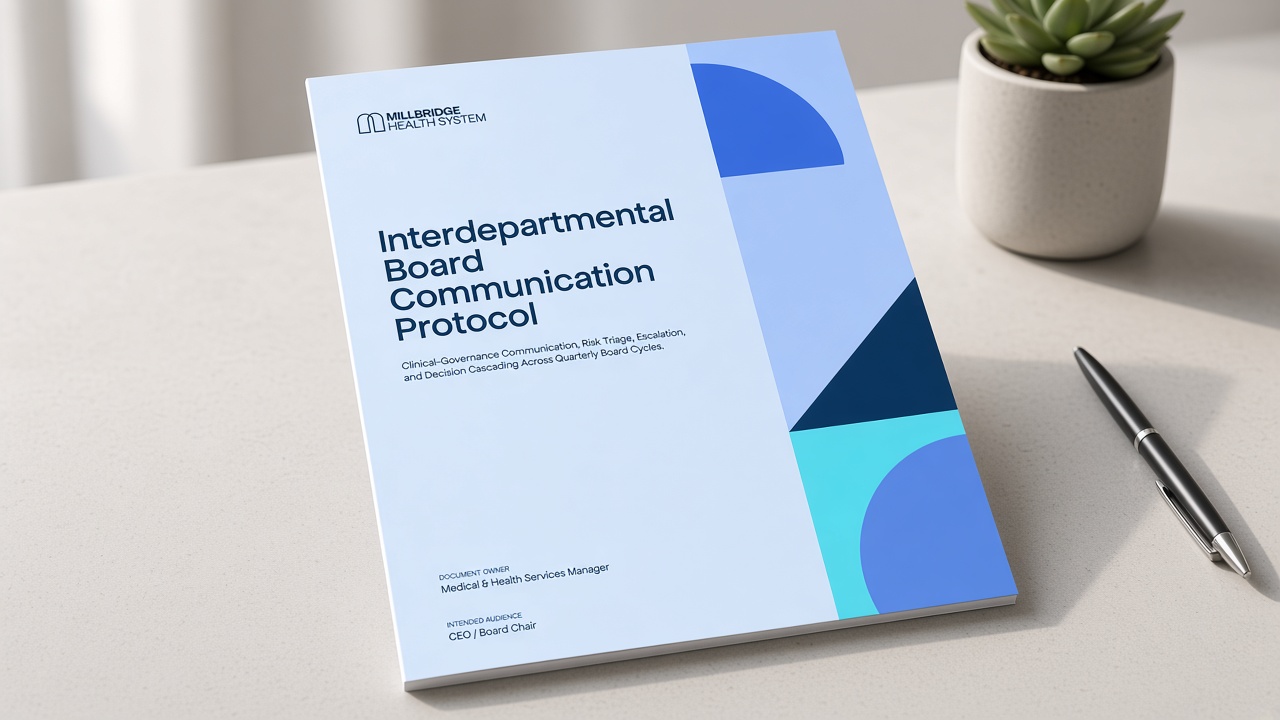 MILLBRIDGE
HEALTH SYSTEM
Interdepartmental
Board
Communication
Protocol
Clinical-Governance Communication, Risk Triage, Escalation,
and Decision Cascading Across Quarterly Board Cycles.
DOCUMENT OWNER
Medical & Health Services Manager
INTENDED AUDIENCE
CEO / Board Chair